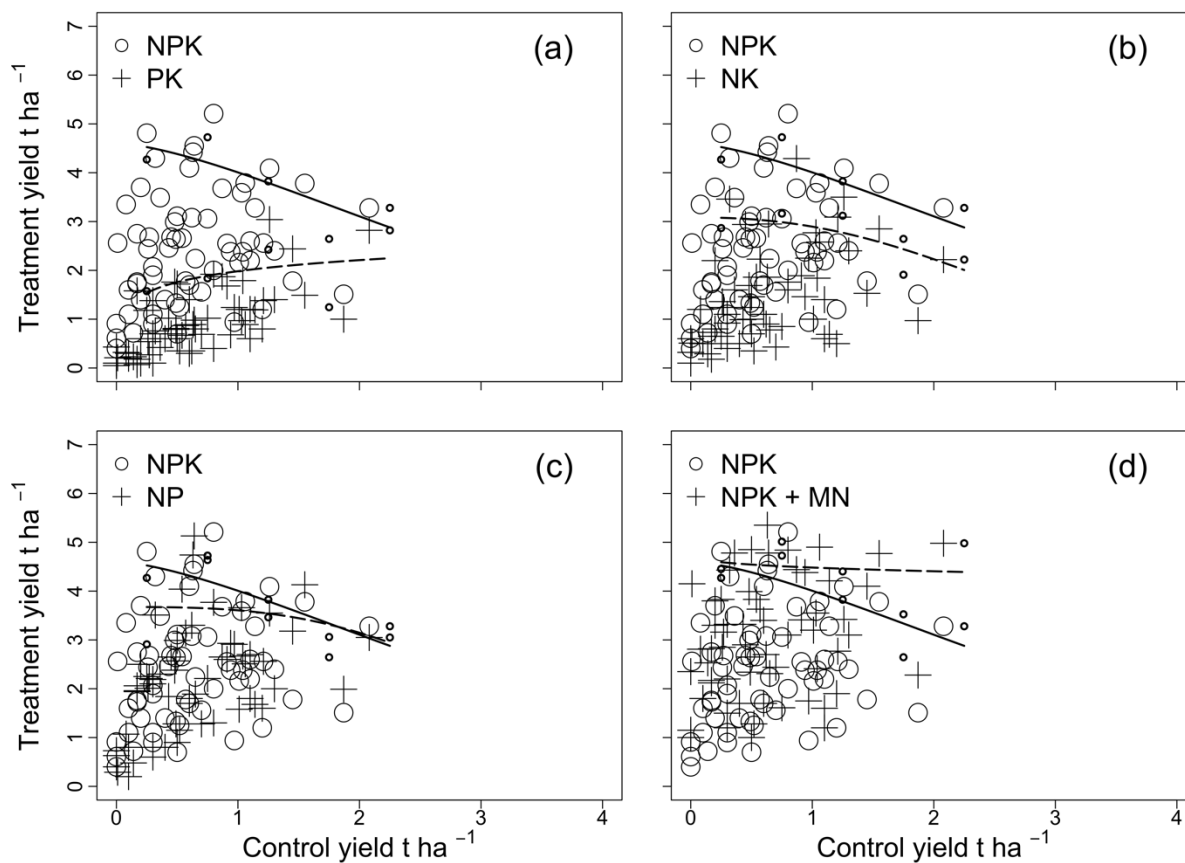 NPK
PK
(a)
Treatment yield t ha ⁻¹
0 1 2 3 4 5 6 7
NPK
NK
(b)
NPK
NP
(c)
Treatment yield t ha ⁻¹
0 1 2 3 4 5 6 7
0 1 2 3 4
Control yield t ha ⁻¹
NPK
NPK + MN
(d)
0 1 2 3 4
Control yield t ha ⁻¹